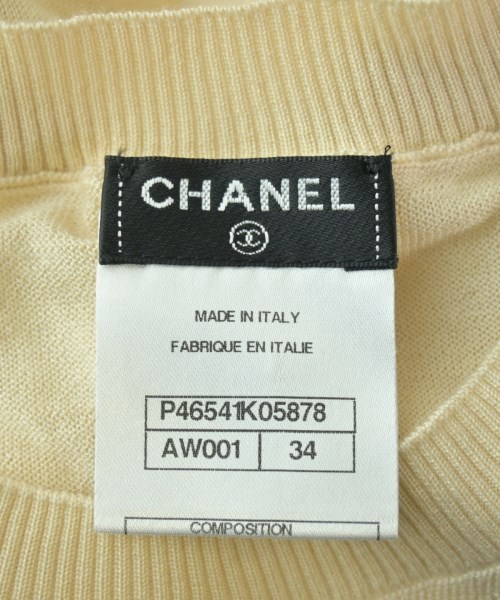 CHANEL
MADE IN ITALY
FABRIQUE EN ITALIE
P46541K05878
AW001 34
COMPOSITION